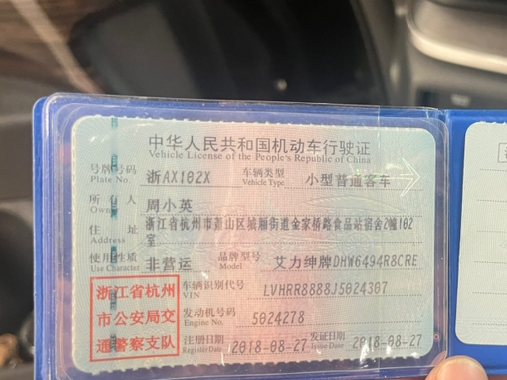 中华人民共和国机动车行驶证
Vehicle License of the People's Republic of China
号牌号码 浙AX102X 车辆类型 小型普通客车
Plate No. Vehicle Type
所有人 周小英
Owner
住址 浙江省杭州市萧山区城厢街道金家桥路食品站宿舍2幢102
Address 室
使用性质 非营运 品牌型号 艾力绅牌DHW6494R8CRE
Use Character Model
浙江省杭州
市公安局交
通警察支队
车辆识别代号 LVHRR8888J5024307
VIN
发动机号码 5024278
Engine No.
注册日期 2018-08-27 发证日期 2018-08-27
Register Date Issue Date